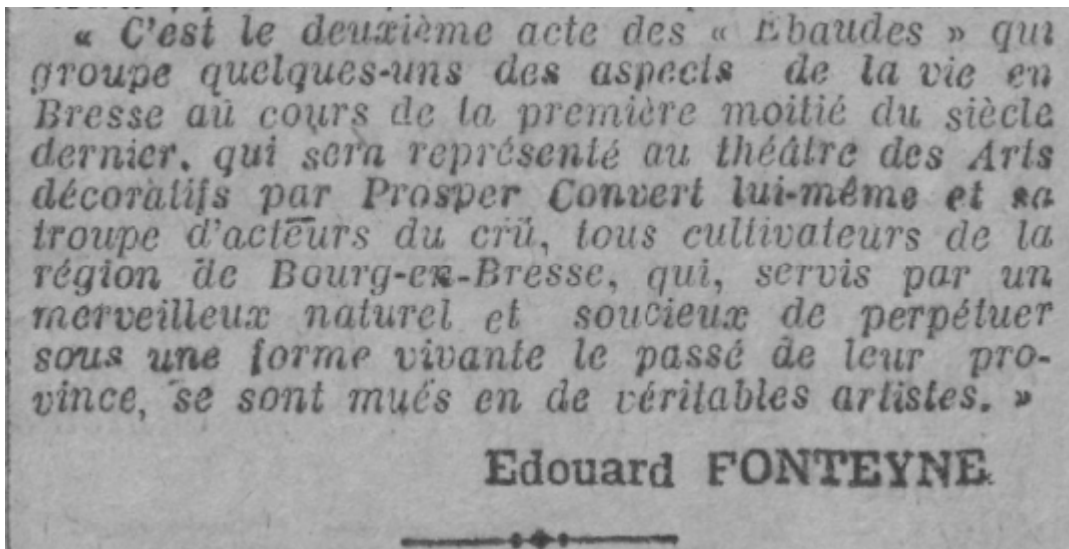 « C'est le deuxième acte des « Ebaudes » qui
groupe quelques-uns des aspects de la vie en
Bresse au cours de la première moitié du siècle
dernier, qui sera représenté au théâtre des Arts
décoratifs par Prosper Convert lui-même et sa
troupe d'acteurs du crû, tous cultivateurs de la
région de Bourg-en-Bresse, qui, servis par un
merveilleux naturel et soucieux de perpétuer
sous une forme vivante le passé de leur pro-
vince, se sont mués en de véritables artistes. »
Edouard FONTEYNE